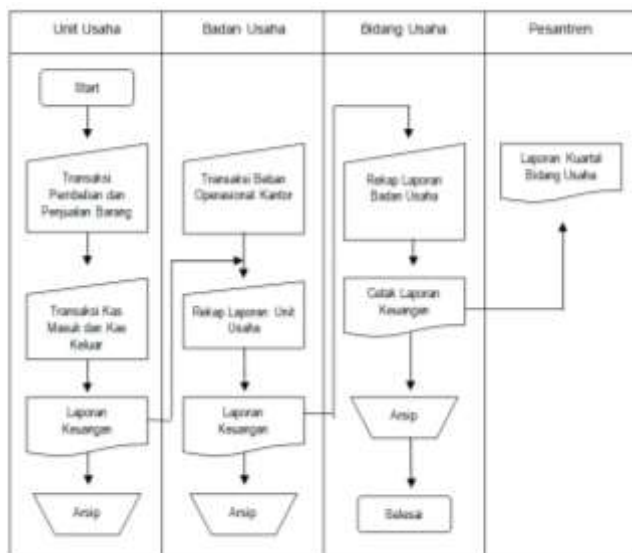 Unit Usaha
Badan Usaha
Bidang Usaha
Pesantren
Start
Transaksi
Pembelian dan
Penjualan Barang
Transaksi Kas
Masuk dan Kas
Keluar
Laporan
Keuangan
Arsip
Transaksi Beban
Operasional Kantor
Rekap Laporan Unit
Usaha
Laporan
Keuangan
Arsip
Rekap Laporan
Badan Usaha
Cetak Laporan
Keuangan
Arsip
Selesai
Laporan Kuartal
Bidang Usaha